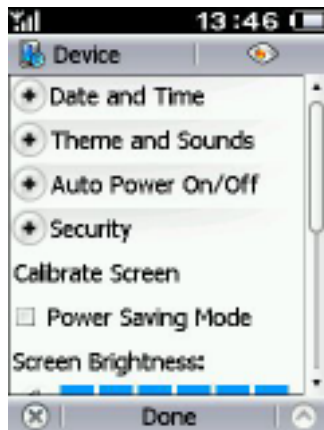 13:46
Device
Date and Time
Theme and Sounds
Auto Power On/Off
Security
Calibrate Screen
Power Saving Mode
Screen Brightness:
Done